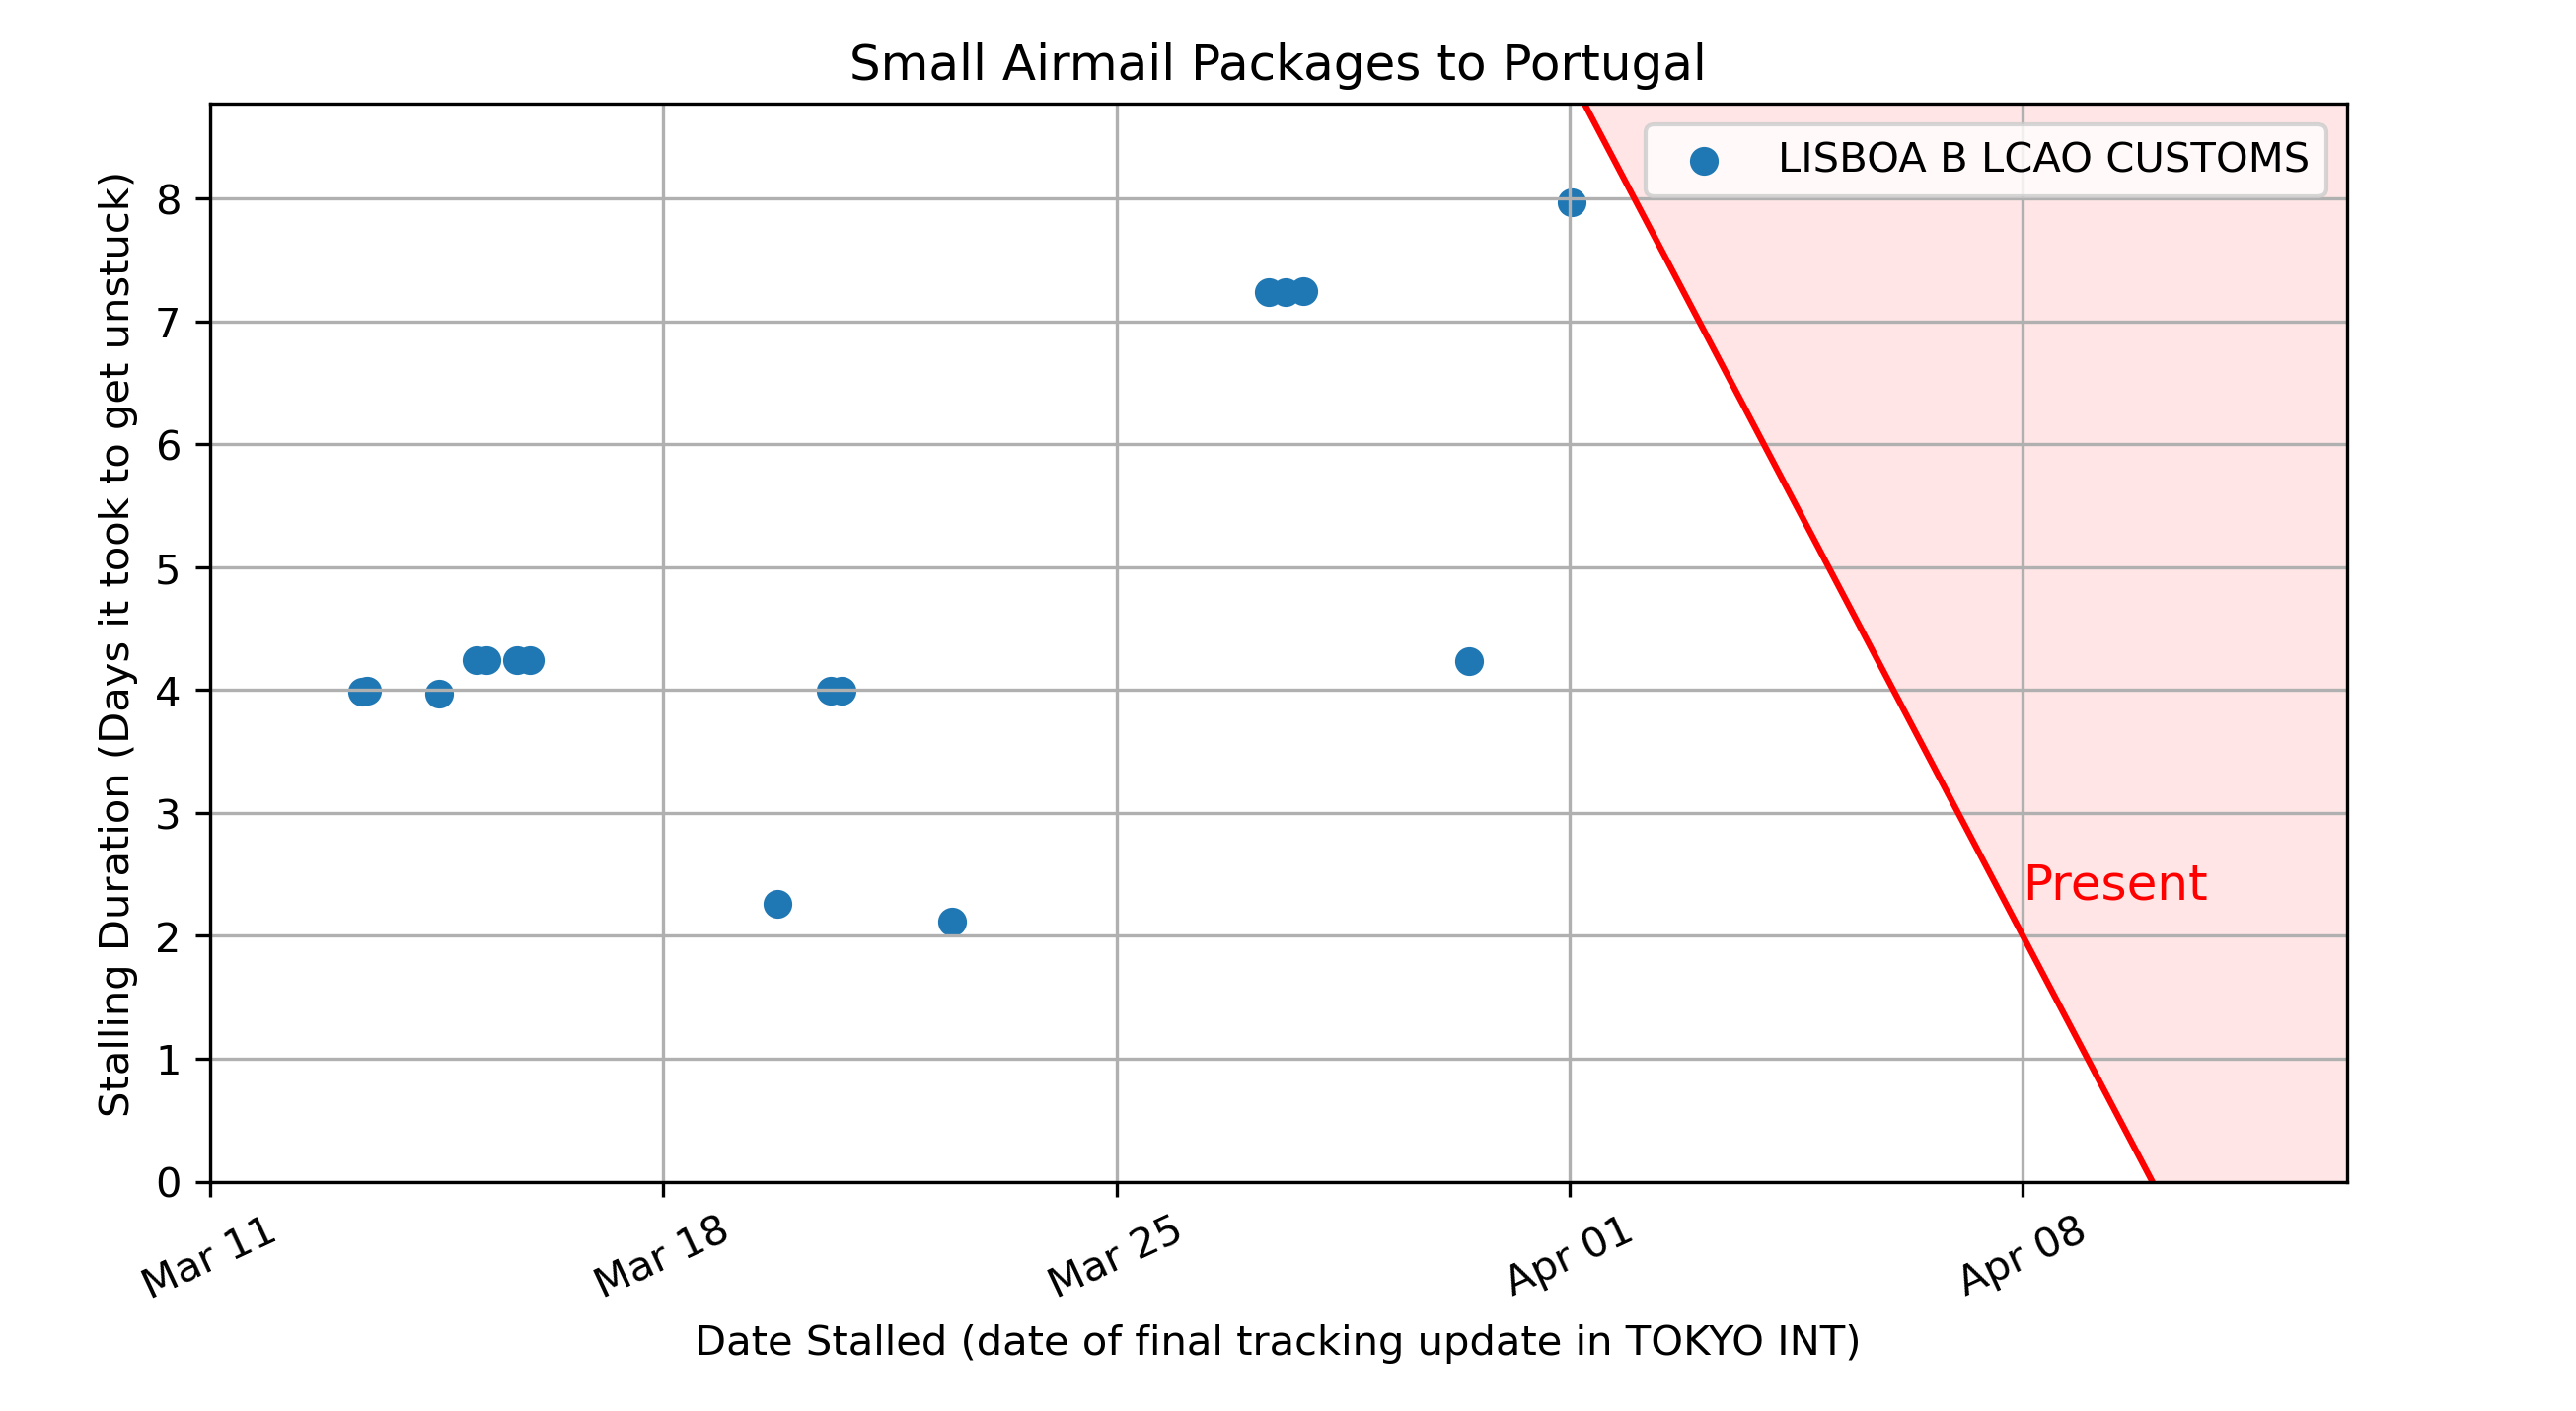 Small Airmail Packages to Portugal
LISBOA B LCAO CUSTOMS
Stalling Duration (Days it took to get unstuck)
8
7
6
5
4
3
2
1
0
Present
Mar 11
Mar 18
Mar 25
Apr 01
Apr 08
Date Stalled (date of final tracking update in TOKYO INT)